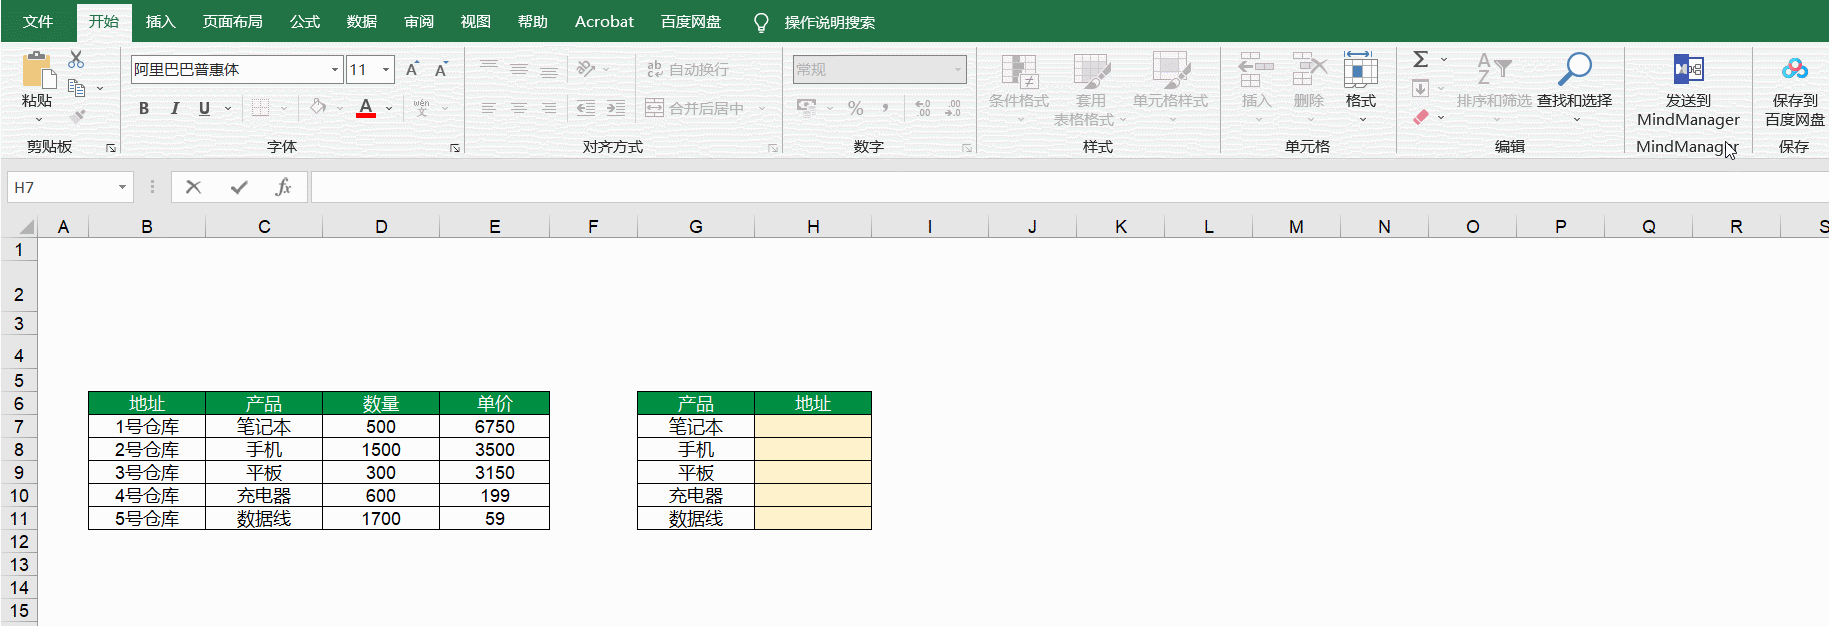 文件 开始 插入 页面布局 公式 数据 审阅 视图 帮助 Acrobat 百度网盘 操作说明搜索
粘贴
剪贴板
阿里巴巴普惠体 11 A A
B I U A wén 文
字体
ab 自动换行
合并后居中
对齐方式
常规
% , .00 .00
数字
条件格式 套用 表格格式 单元格样式
样式
插入 删除 格式
单元格
Σ AZ 排序和筛选 查找和选择
编辑
发送到
MindManager
MindManager
保存到
百度网盘
保存
H7 fx
A B C D E F G H I J K L M N O P Q R S
1
2
3
4
5
6 地址 产品 数量 单价 产品 地址
7 1号仓库 笔记本 500 6750 笔记本
8 2号仓库 手机 1500 3500 手机
9 3号仓库 平板 300 3150 平板
10 4号仓库 充电器 600 199 充电器
11 5号仓库 数据线 1700 59 数据线
12
13
14
15